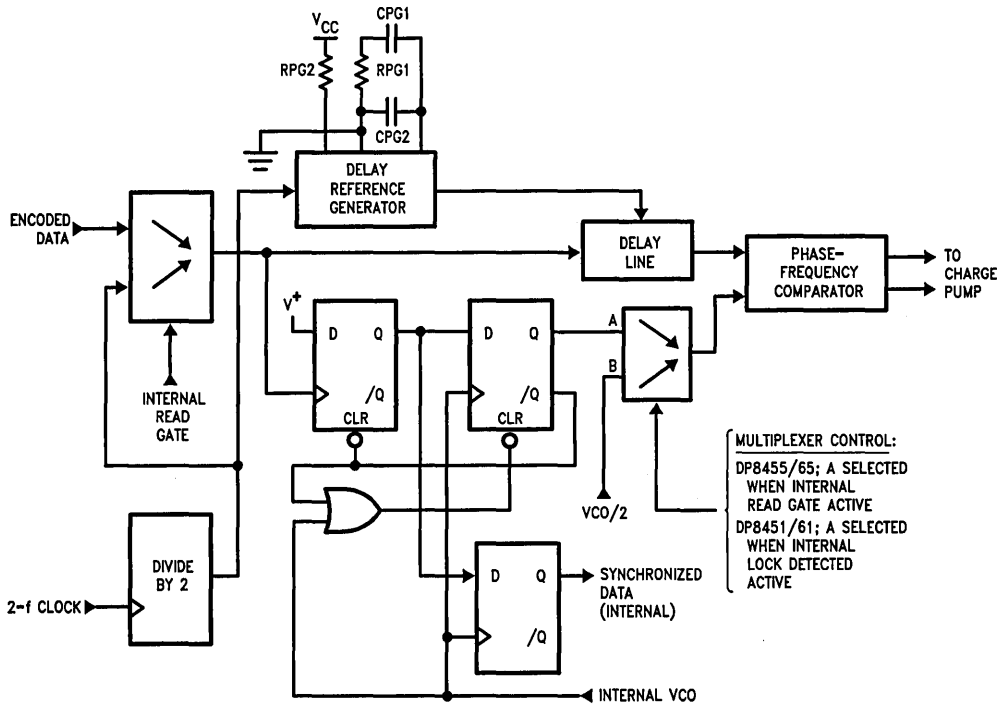 CPG1
VCC
RPG2
RPG1
CPG2
DELAY
REFERENCE
GENERATOR
ENCODED
DATA
DELAY
LINE
PHASE-
FREQUENCY
COMPARATOR
TO
CHARGE
PUMP
INTERNAL
READ
GATE
V+
D Q
/Q
CLR
D Q
/Q
CLR
A
B
VCO/2
MULTIPLEXER CONTROL:
DP8455/65; A SELECTED
WHEN INTERNAL
READ GATE ACTIVE
DP8451/61; A SELECTED
WHEN INTERNAL
LOCK DETECTED
ACTIVE
DIVIDE
BY 2
2-f CLOCK
D Q
/Q
SYNCHRONIZED
DATA
(INTERNAL)
INTERNAL VCO